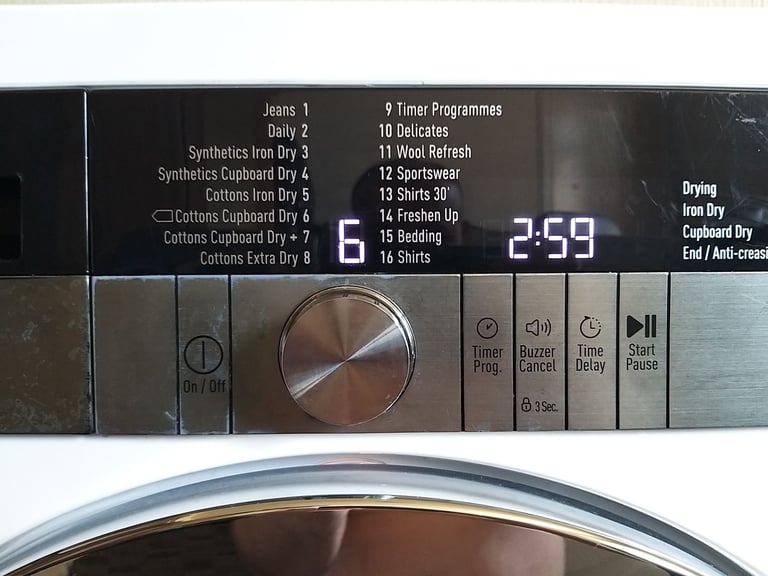 Jeans 1
Daily 2
Synthetics Iron Dry 3
Synthetics Cupboard Dry 4
Cottons Iron Dry 5
Cottons Cupboard Dry 6
Cottons Cupboard Dry + 7
Cottons Extra Dry 8
6
9 Timer Programmes
10 Delicates
11 Wool Refresh
12 Sportswear
13 Shirts 30'
14 Freshen Up
15 Bedding
16 Shirts
2:59
Drying
Iron Dry
Cupboard Dry
End / Anti-creasi
On / Off
Timer
Prog.
Buzzer
Cancel
3 Sec.
Time
Delay
Start
Pause